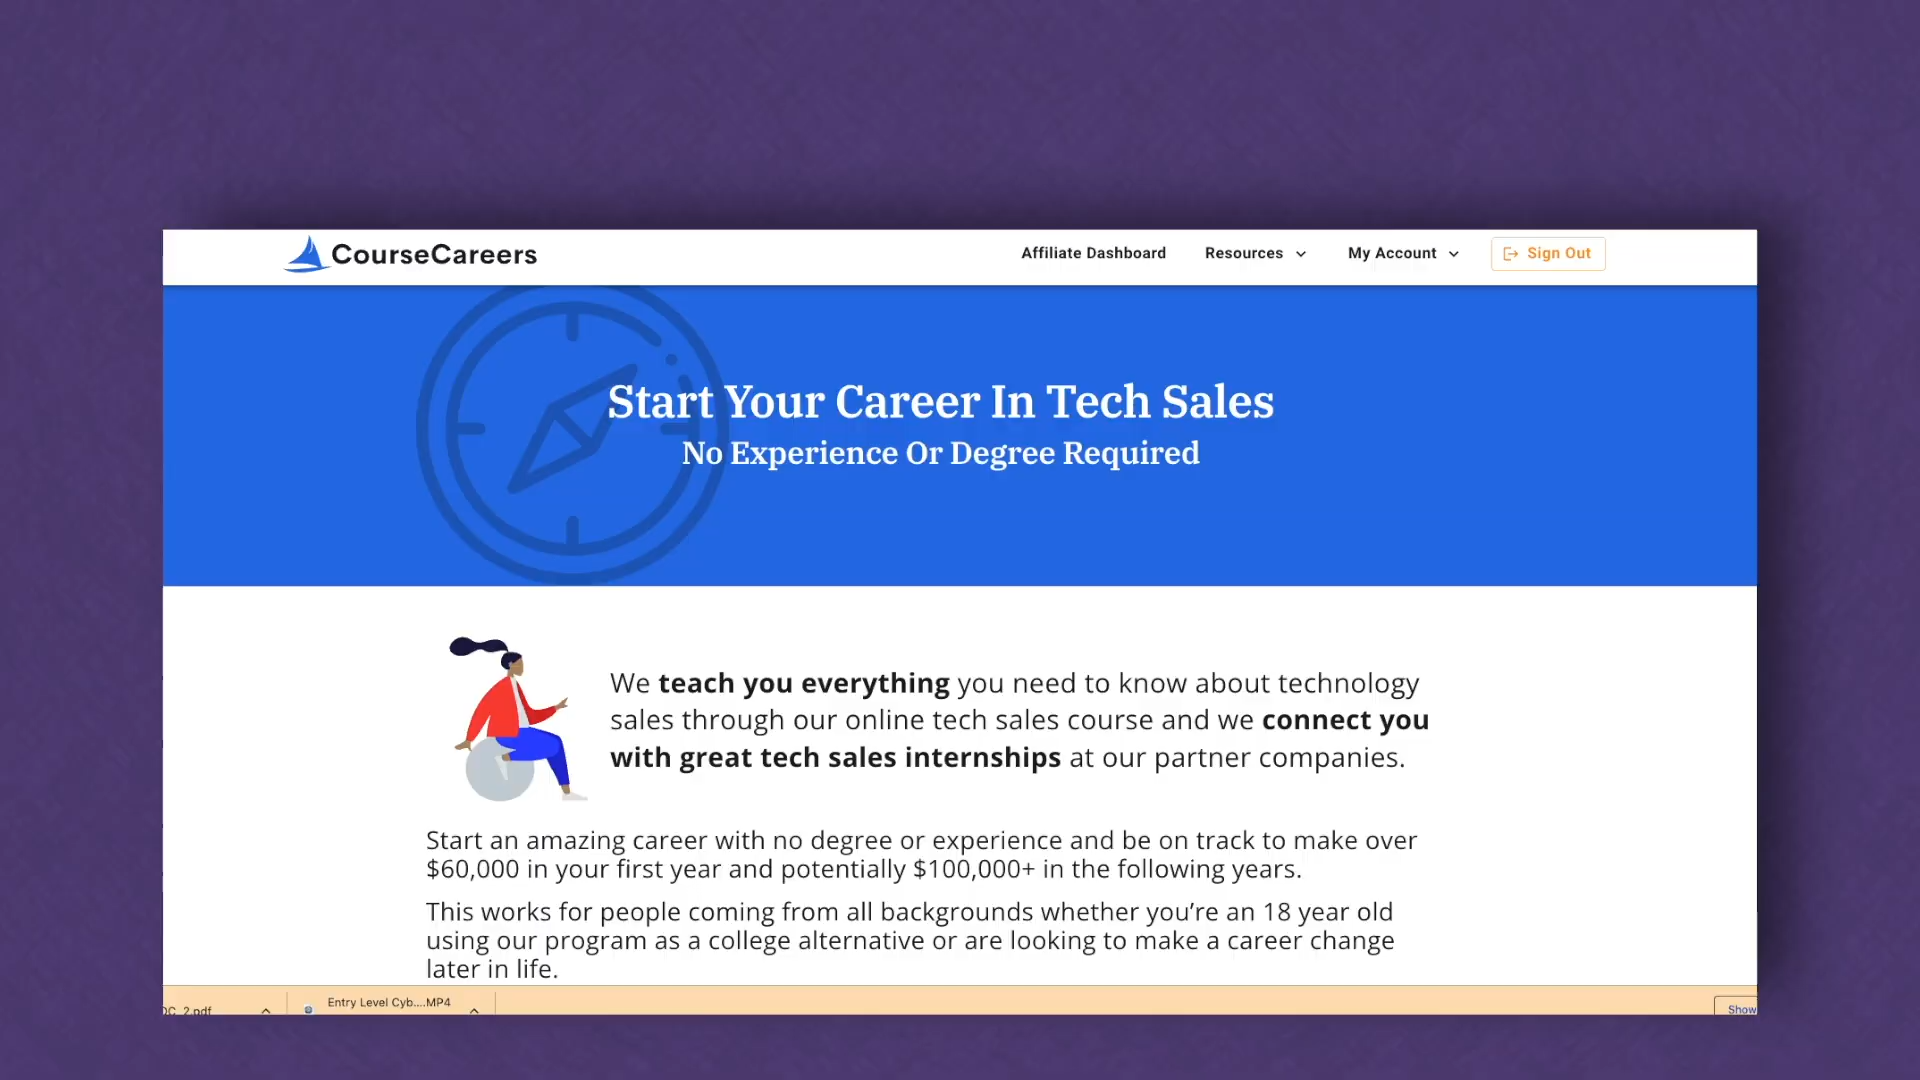 CourseCareers
Affiliate Dashboard
Resources
My Account
Sign Out
Start Your Career In Tech Sales
No Experience Or Degree Required
We teach you everything you need to know about technology
sales through our online tech sales course and we connect you
with great tech sales internships at our partner companies.
Start an amazing career with no degree or experience and be on track to make over
$60,000 in your first year and potentially $100,000+ in the following years.
This works for people coming from all backgrounds whether you’re an 18 year old
using our program as a college alternative or are looking to make a career change
later in life.
_2.pdf
Entry Level Cyb....MP4
Show